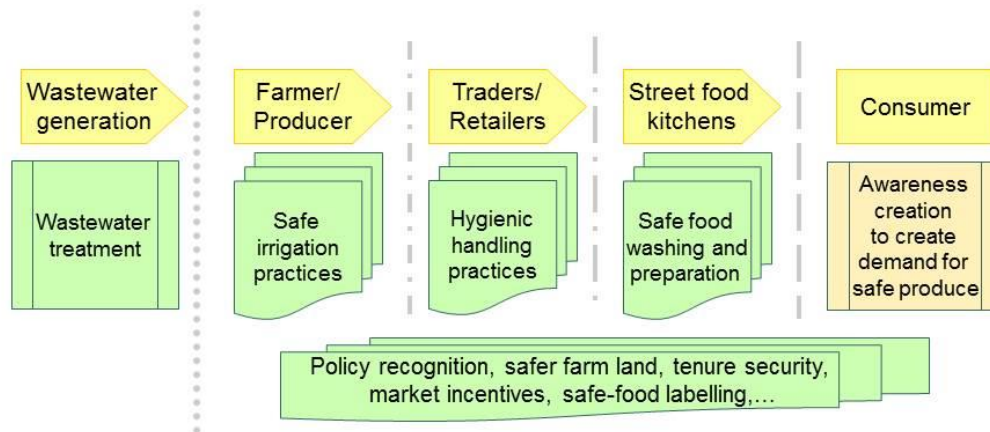 Wastewater
generation
Farmer/
Producer
Traders/
Retailers
Street food
kitchens
Consumer
Wastewater
treatment
Safe
irrigation
practices
Hygienic
handling
practices
Safe food
washing and
preparation
Awareness
creation
to create
demand for
safe produce
Policy recognition, safer farm land, tenure security,
market incentives, safe-food labelling,…